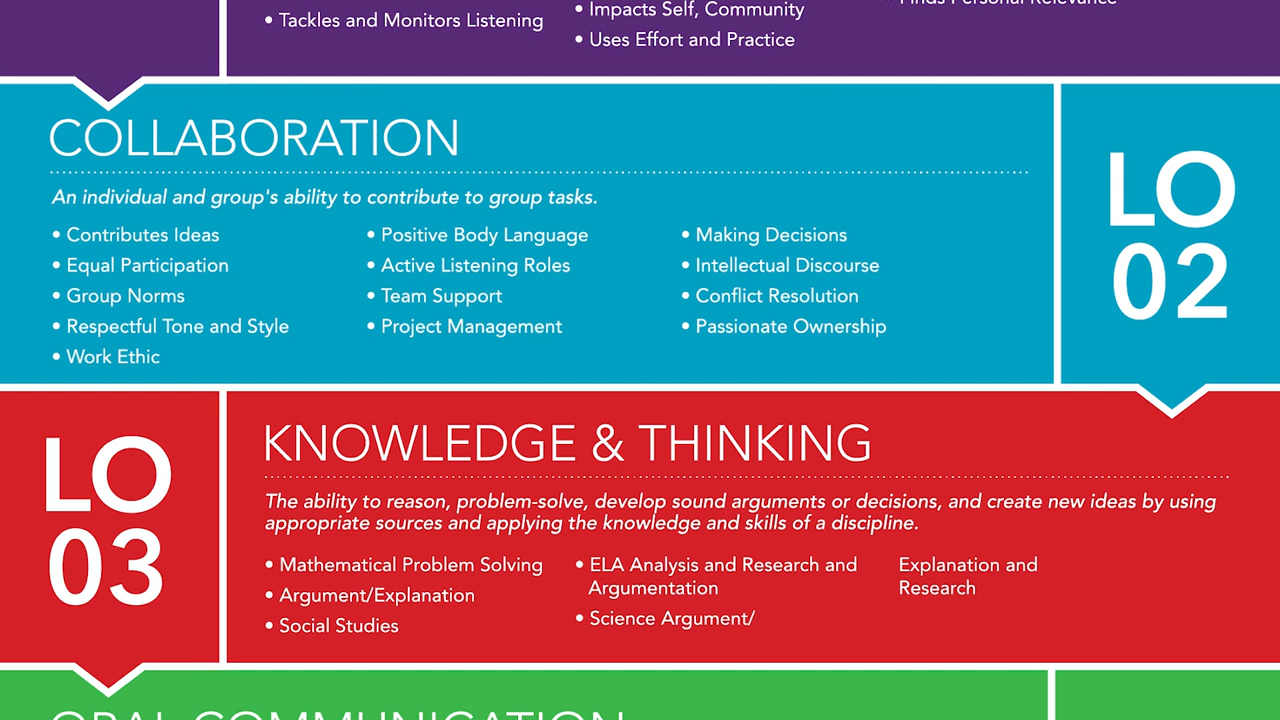 • Tackles and Monitors Listening
• Impacts Self, Community
• Uses Effort and Practice
Finds Personal Relevance
COLLABORATION
An individual and group's ability to contribute to group tasks.
• Contributes Ideas
• Equal Participation
• Group Norms
• Respectful Tone and Style
• Work Ethic
• Positive Body Language
• Active Listening Roles
• Team Support
• Project Management
• Making Decisions
• Intellectual Discourse
• Conflict Resolution
• Passionate Ownership
LO
02
LO
03
KNOWLEDGE & THINKING
The ability to reason, problem-solve, develop sound arguments or decisions, and create new ideas by using
appropriate sources and applying the knowledge and skills of a discipline.
• Mathematical Problem Solving
• Argument/Explanation
• Social Studies
• ELA Analysis and Research and
Argumentation
• Science Argument/
Explanation and
Research
ORAL COMMUNICATION